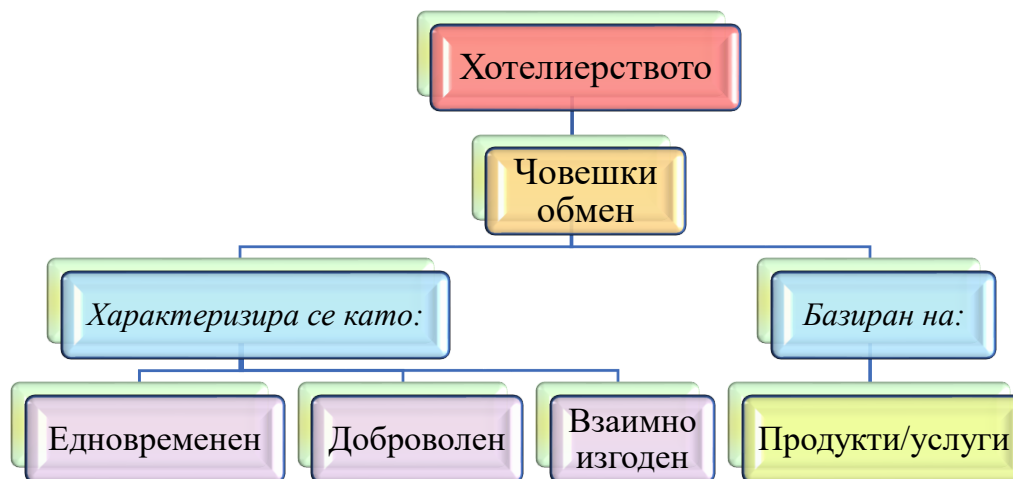 Хотелиерството
Човешки
обмен
Характеризира се като:
Базиран на:
Едновременен
Доброволен
Взаимно
изгоден
Продукти/услуги